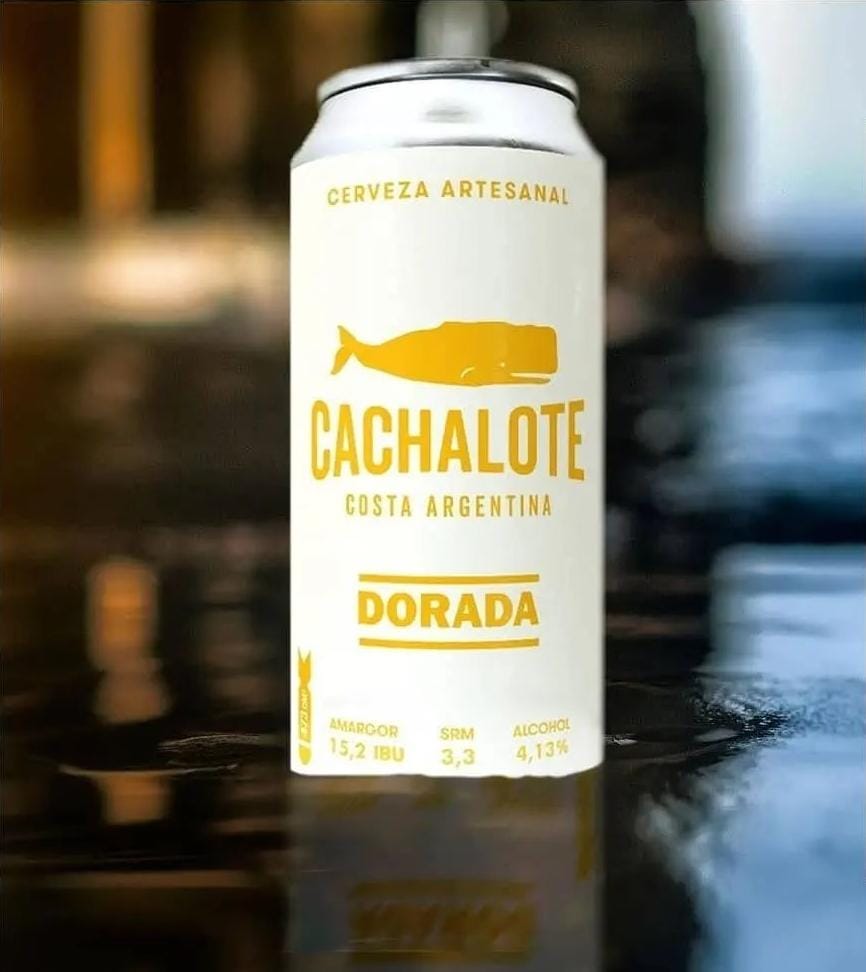 CERVEZA ARTESANAL
CACHALOTE
COSTA ARGENTINA
DORADA
AMARGOR
15,2 IBU
SRM
3,3
ALCOHOL
4,13%